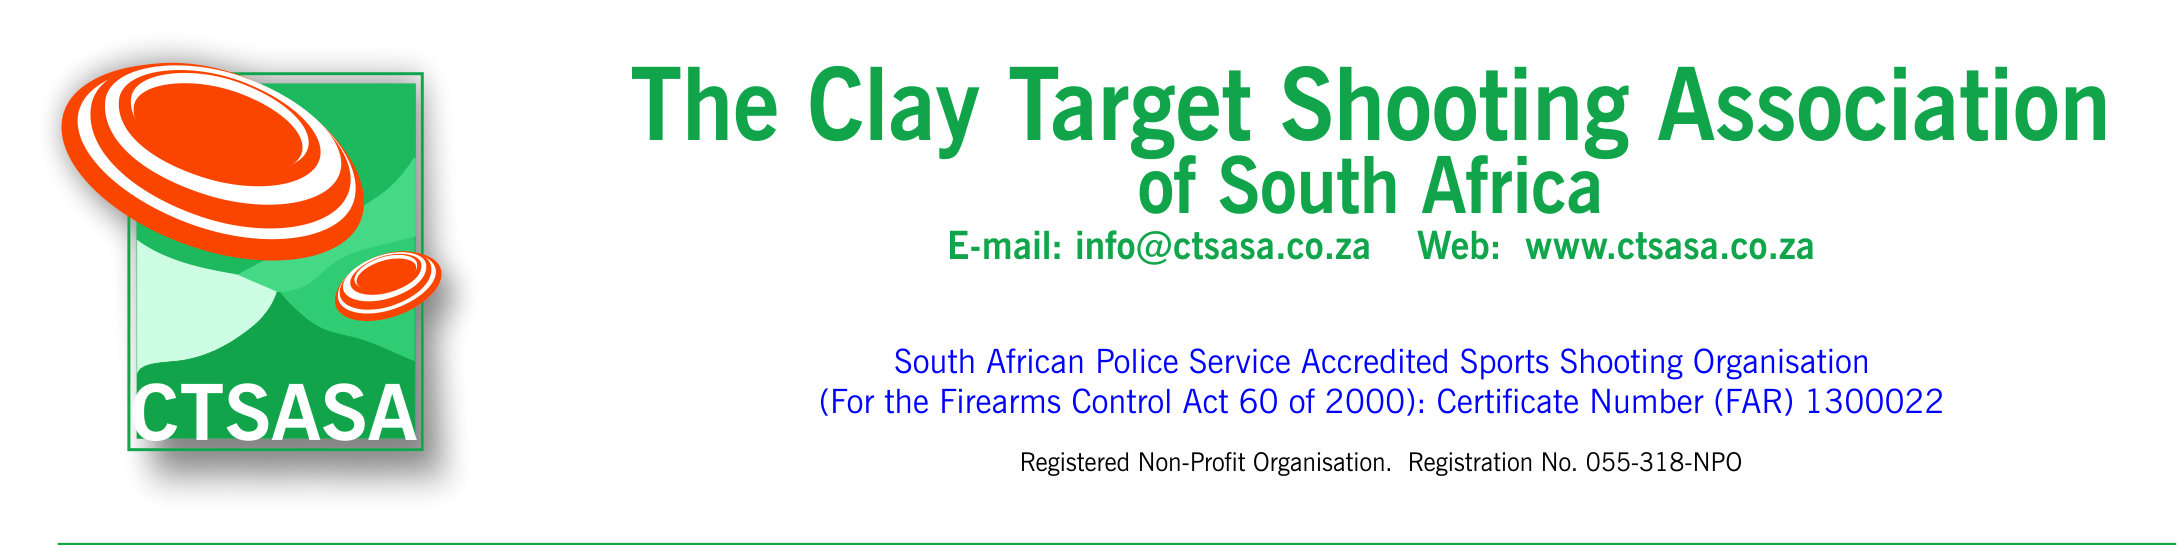 The Clay Target Shooting Association
of South Africa
E-mail: info@ctsasa.co.za Web: www.ctsasa.co.za
South African Police Service Accredited Sports Shooting Organisation
(For the Firearms Control Act 60 of 2000): Certificate Number (FAR) 1300022
Registered Non-Profit Organisation. Registration No. 055-318-NPO
CTSASA